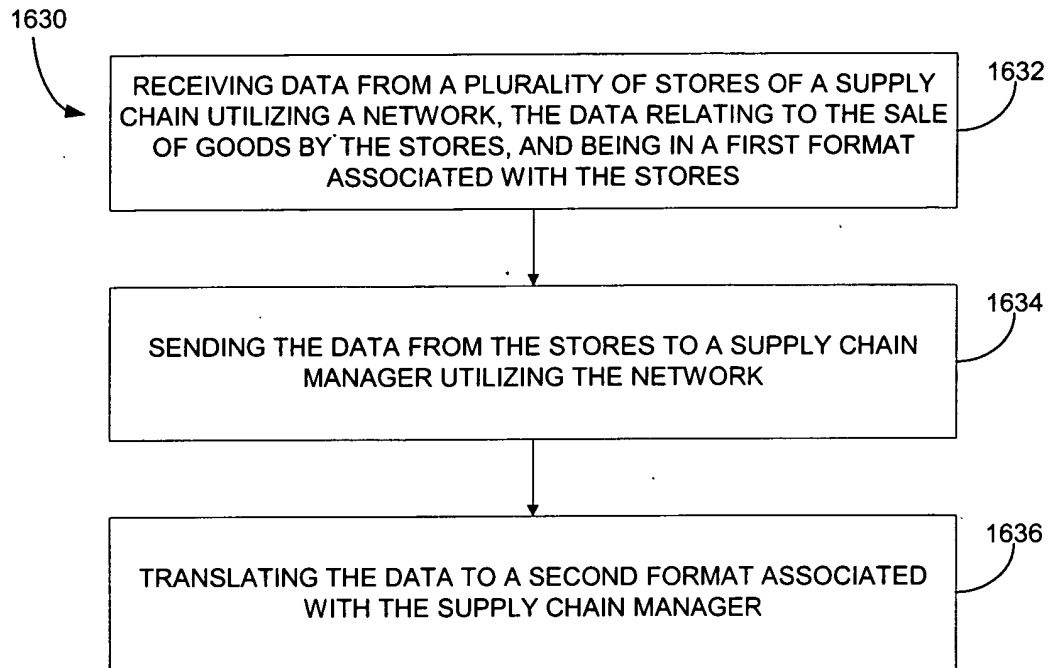 1630
RECEIVING DATA FROM A PLURALITY OF STORES OF A SUPPLY
CHAIN UTILIZING A NETWORK, THE DATA RELATING TO THE SALE
OF GOODS BY THE STORES, AND BEING IN A FIRST FORMAT
ASSOCIATED WITH THE STORES
1632
SENDING THE DATA FROM THE STORES TO A SUPPLY CHAIN
MANAGER UTILIZING THE NETWORK
1634
TRANSLATING THE DATA TO A SECOND FORMAT ASSOCIATED
WITH THE SUPPLY CHAIN MANAGER
1636